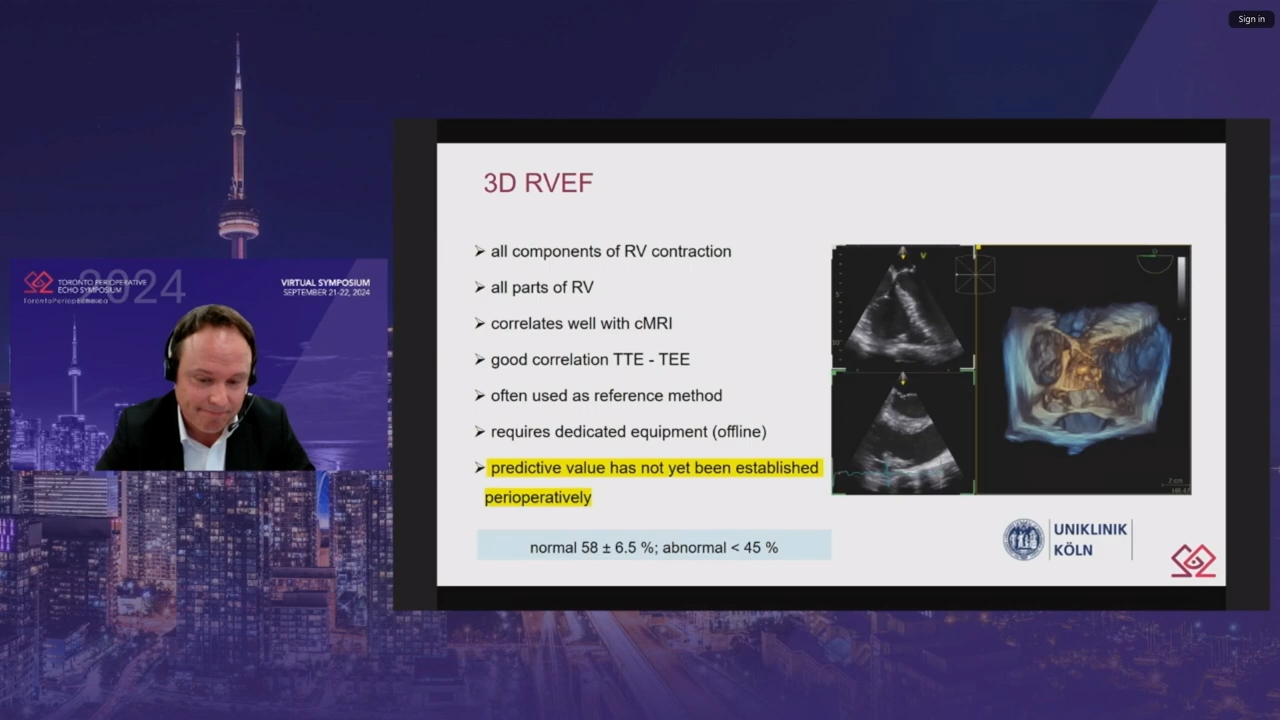 Sign in
3D RVEF
➢ all components of RV contraction
➢ all parts of RV
➢ correlates well with cMRI
➢ good correlation TTE - TEE
➢ often used as reference method
➢ requires dedicated equipment (offline)
➢ predictive value has not yet been established
perioperatively
normal 58 ± 6.5 %; abnormal < 45 %
UNIKLINIK
KÖLN
2024
TORONTO PERIOPERATIVE
ECHO SYMPOSIUM
VIRTUAL SYMPOSIUM
SEPTEMBER 21-22, 2024
V